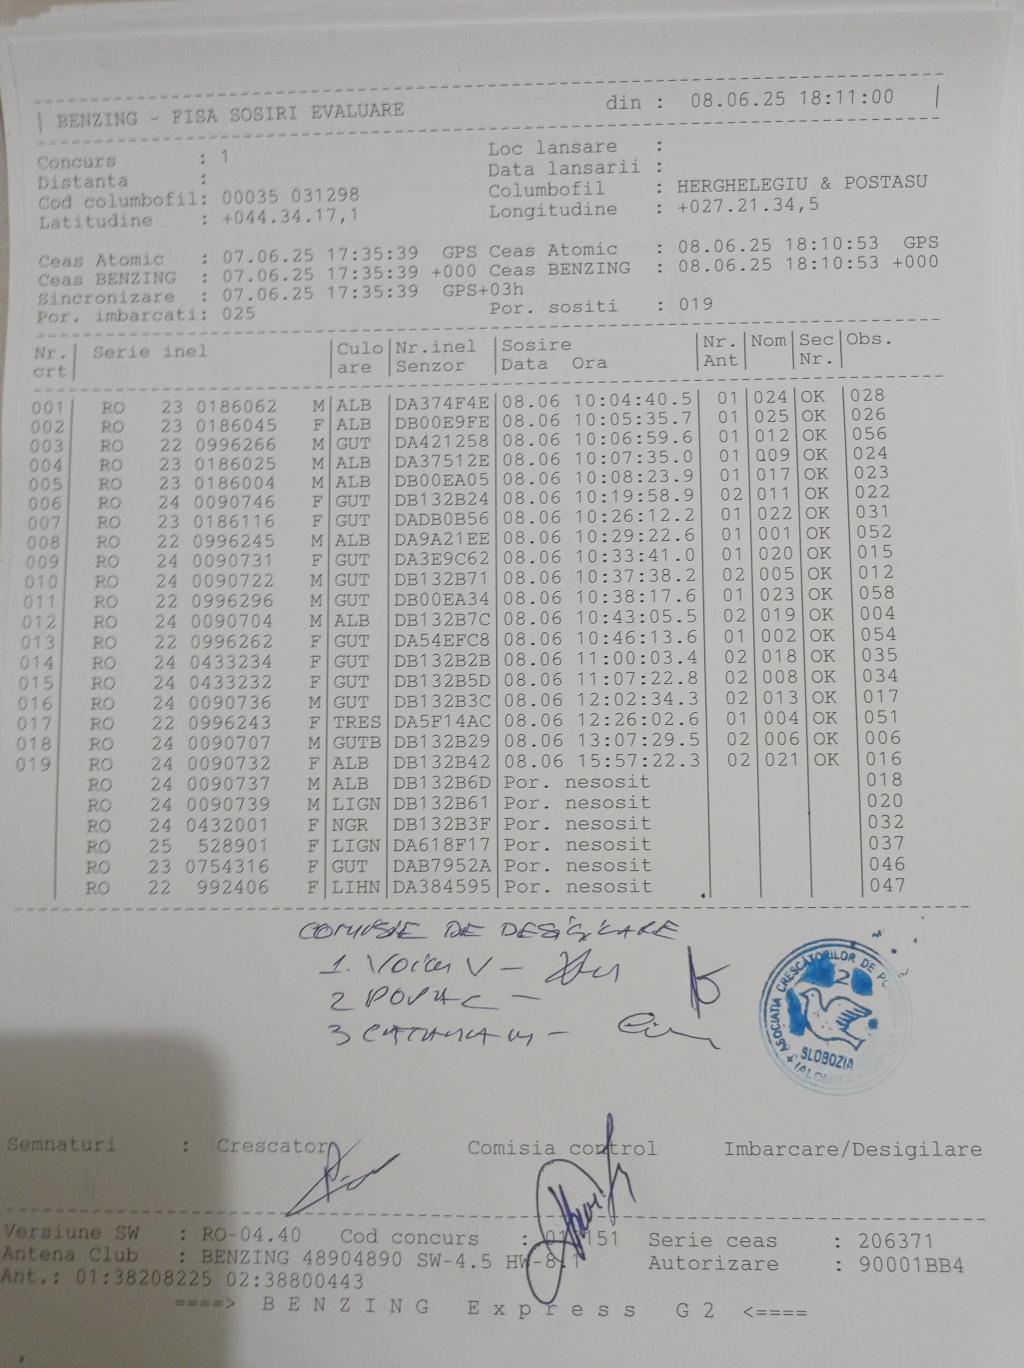 | BENZING - FISA SOSIRI EVALUARE din : 08.06.25 18:11:00 |
Concurs : 1 Loc lansare :
Distanta : Data lansarii :
Cod columbofil: 00035 031298 Columbofil : HERGHELEGIU & POSTASU
Latitudine : +044.34.17,1 Longitudine : +027.21.34,5
Ceas Atomic : 07.06.25 17:35:39 GPS Ceas Atomic : 08.06.25 18:10:53 GPS
Ceas BENZING : 07.06.25 17:35:39 +000 Ceas BENZING : 08.06.25 18:10:53 +000
Sincronizare : 07.06.25 17:35:39 GPS+03h
Por. imbarcati: 025 Por. sositi : 019
Nr.| Serie inel |Culo|Nr.inel|Sosire |Nr.|Nom|Sec|Obs.
crt| |are |Senzor |Data Ora |Ant| |Nr.|
001| RO 23 0186062 M|ALB |DA374F4E|08.06 10:04:40.5| 01|024|OK |028
002| RO 23 0186045 F|ALB |DB00E9FE|08.06 10:05:35.7| 01|025|OK |026
003| RO 22 0996266 M|GUT |DA421258|08.06 10:06:59.6| 01|012|OK |056
004| RO 23 0186025 M|ALB |DA37512E|08.06 10:07:35.0| 01|009|OK |024
005| RO 23 0186004 M|ALB |DB00EA05|08.06 10:08:23.9| 01|017|OK |023
006| RO 24 0090746 F|GUT |DB132B24|08.06 10:19:58.9| 02|011|OK |022
007| RO 23 0186116 F|GUT |DADB0B56|08.06 10:26:12.2| 01|022|OK |031
008| RO 22 0996245 M|ALB |DA9A21EE|08.06 10:29:22.6| 01|001|OK |052
009| RO 24 0090731 F|GUT |DA3E9C62|08.06 10:33:41.0| 01|020|OK |015
010| RO 24 0090722 M|GUT |DB132B71|08.06 10:37:38.2| 02|005|OK |012
011| RO 22 0996296 M|GUT |DB00EA34|08.06 10:38:17.6| 01|023|OK |058
012| RO 24 0090704 M|ALB |DB132B7C|08.06 10:43:05.5| 02|019|OK |004
013| RO 22 0996262 F|GUT |DA54EFC8|08.06 10:46:13.6| 01|002|OK |054
014| RO 24 0433234 F|GUT |DB132B2B|08.06 11:00:03.4| 02|018|OK |035
015| RO 24 0433232 F|GUT |DB132B5D|08.06 11:07:22.8| 02|008|OK |034
016| RO 24 0090736 M|GUT |DB132B3C|08.06 12:02:34.3| 02|013|OK |017
017| RO 22 0996243 F|TRES|DA5F14AC|08.06 12:26:02.6| 01|004|OK |051
018| RO 24 0090707 M|GUTB|DB132B29|08.06 13:07:29.5| 02|006|OK |006
019| RO 24 0090732 F|ALB |DB132B42|08.06 15:57:22.3| 02|021|OK |016
| RO 24 0090737 M|ALB |DB132B6D|Por. nesosit | | | |018
| RO 24 0090739 M|LIGN|DB132B61|Por. nesosit | | | |020
| RO 24 0432001 F|NGR |DB132B3F|Por. nesosit | | | |032
| RO 25 528901 F|LIGN|DA618F17|Por. nesosit | | | |037
| RO 23 0754316 F|GUT |DAB7952A|Por. nesosit | | | |046
| RO 22 992406 F|LIHN|DA384595|Por. nesosit | | | |047
COMISIE DE DESIGILARE
1. Voicu V -
2
3
ASOCIATIA CRESCATORILOR DE
2
SLOBOZIA
IALOMITA
Semnaturi : Crescator Comisia control Imbarcare/Desigilare
Versiune SW : RO-04.40 Cod concurs : 151 Serie ceas : 206371
Antena Club : BENZING 48904890 SW-4.5 Autorizare : 90001BB4
Ant.: 01:38208225 02:38800443
====> BENZING Express G2 <====